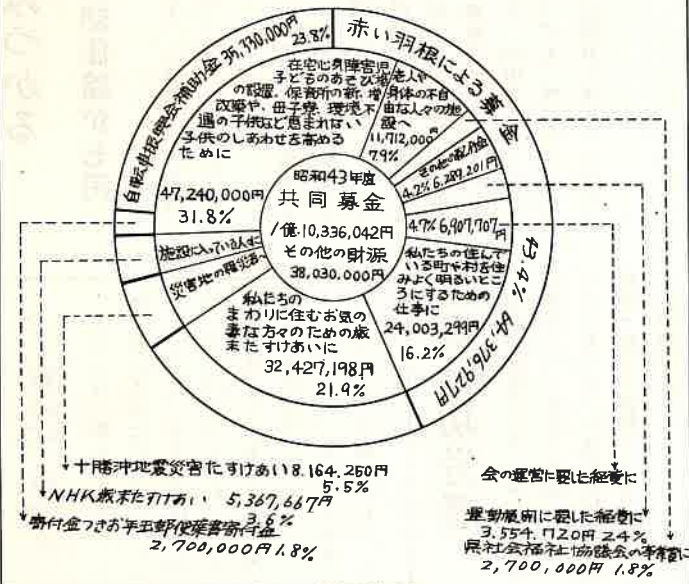 赤い羽根による募金
43.4% 64,376,927円
自転車振興会補助金 35,330,000円
23.8%
在宅心身障害児
子どものあそび場
の設置、保育所の新、増
改築や、母子寮、環境不
遇の子供など恵まれない
子供のしあわせを高める
ために
47,240,000円
31.8%
老人や
身体の不自
由な人々の施
設へ
11,712,000円
7.9%
その他の配分金
4.2% 6,289,201円
4.7% 6,907,707円
私たちの住んで
いる町や村を住
みよく明るいとこ
ろにするための
仕事に
24,003,299円
16.2%
私たちの
まわりに住むお気の
毒な方々のための歳
末たすけあいに
32,427,198円
21.9%
災害地の罹災者へ
施設に入っている人々に
昭和43年度
共同募金
1億.10,336,042円
その他の財源
38,030,000円
十勝沖地震災害たすけあい 8.164.250円
5.5%
NHK歳末たすけあい 5,367,667円
3.6%
寄付金つきお年玉郵便葉書寄付金
2,700,000円 1.8%
会の運営に要した経費に
運動展開に要した経費に
3.554.720円 2.4%
県社会福祉協議会の事業費に
2,700,000円 1.8%